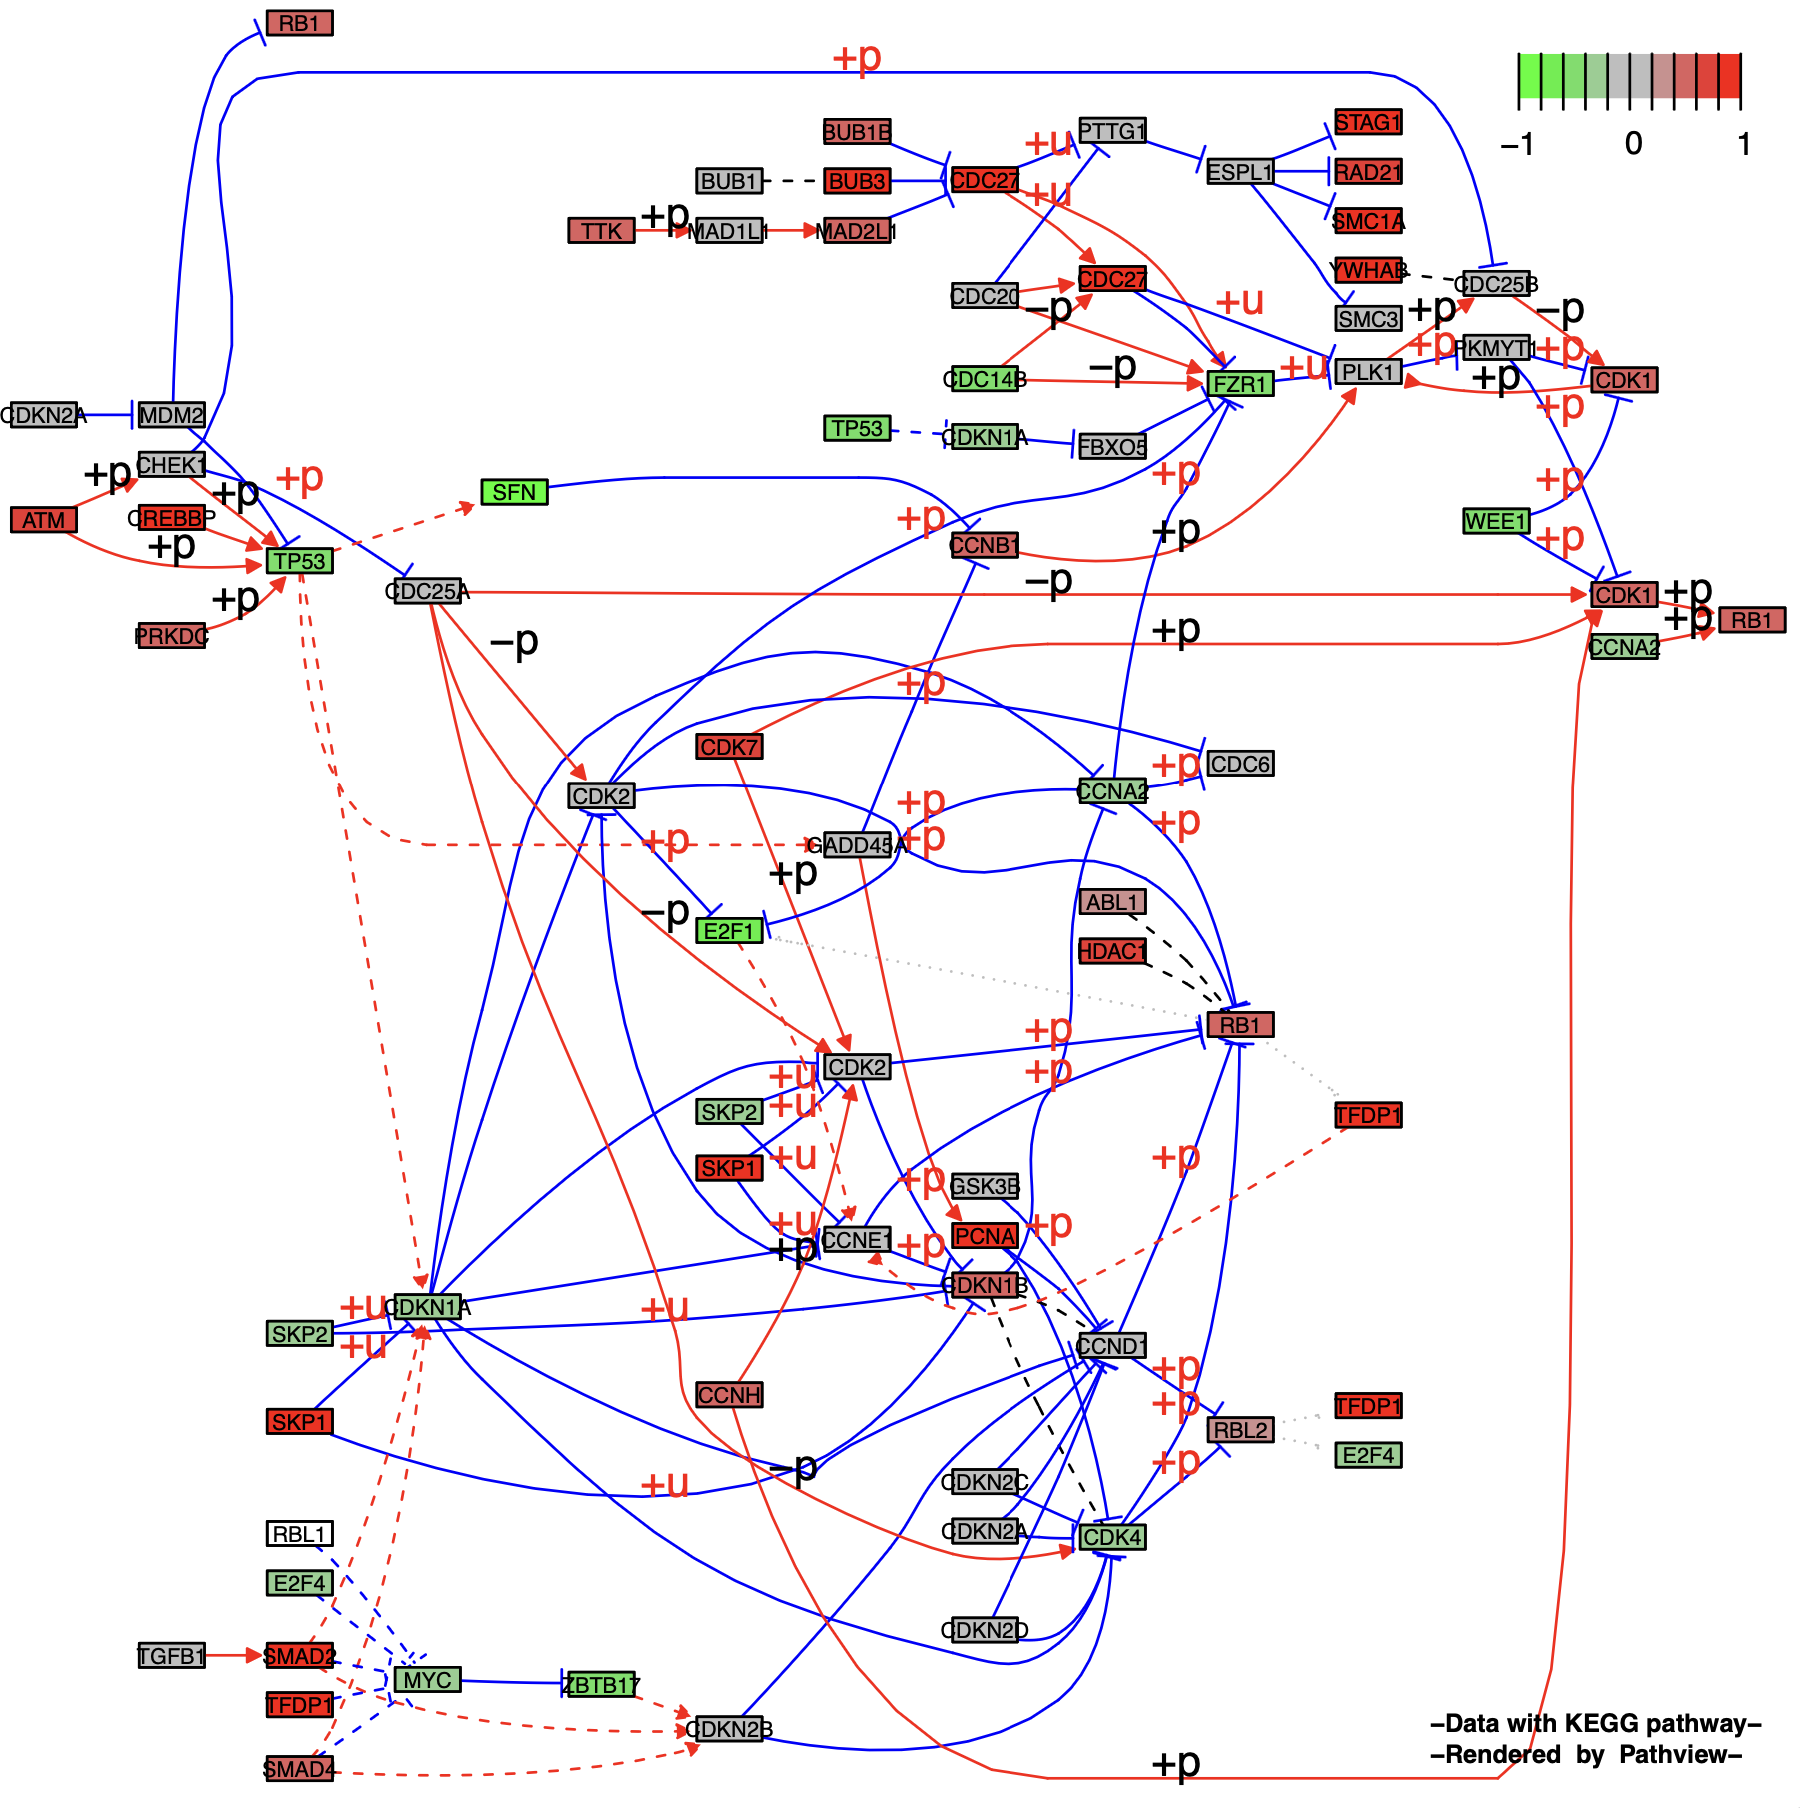 RB1
+p
-1 0 1
STAG1
BUB1B
PTTG1
+u
RAD21
ESPL1
BUB1
BUB3
CDC27
+u
SMC1A
TTK
+p
MAD1L1
MAD2L1
YWHAB
CDC27
CDC25B
CDC20
−p
+u
+p
−p
SMC3
+p
PKMYT1
+p
−p
+u
PLK1
+p
CDK1
CDC14B
FZR1
+p
CDKN2A
MDM2
TP53
CDKN1A
FBXO5
CHEK1
+p
+p
+p
+p
+p
SFN
ATM
CREBBP
+p
+p
WEE1
+p
+p
CCNB1
TP53
+p
−p
CDC25A
CDK1
+p
PRKDC
−p
+p
+p
RB1
CCNA2
+p
CDK7
+p
CDC6
CDK2
CCNA2
+p
+p
+p
GADD45A
+p
+p
−p
ABL1
E2F1
HDAC1
RB1
+p
CDK2
+p
+u
SKP2
+u
TFDP1
SKP1
+u
+p
+p
GSK3B
+u
CCNE1
+p
+p
PCNA
+p
CDKN1B
+u
CDKN1A
+u
SKP2
+u
CCND1
+p
CCNH
+p
TFDP1
SKP1
RBL2
−p
+p
E2F4
+u
CDKN2C
RBL1
CDKN2A
CDK4
E2F4
CDKN2D
TGFB1
SMAD2
MYC
ZBTB17
TFDP1
CDKN2B
−Data with KEGG pathway−
SMAD4
+p
−Rendered by Pathview−